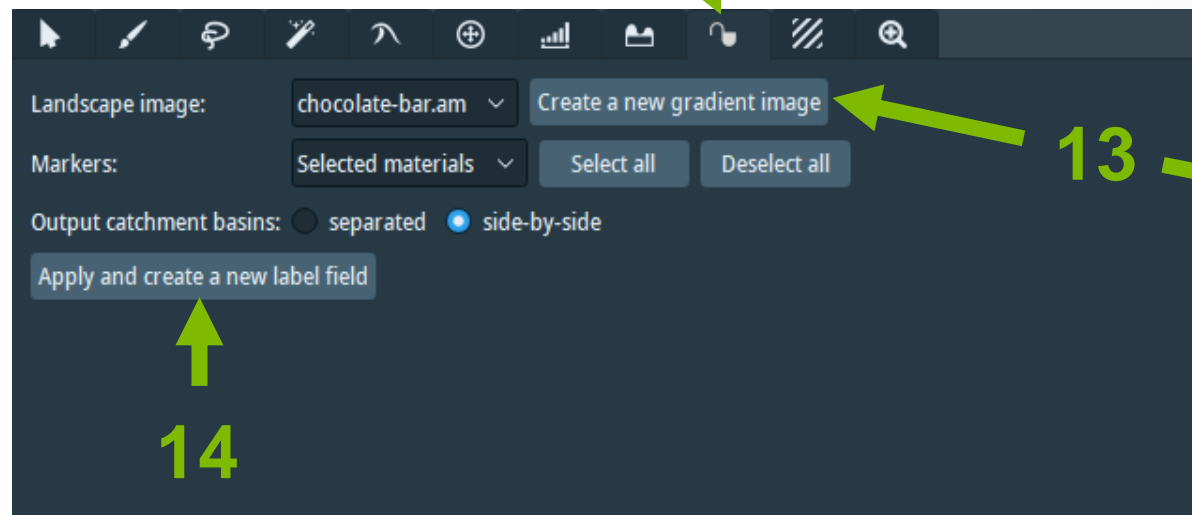 Landscape image: chocolate-bar.am Create a new gradient image
13
Markers: Selected materials Select all Deselect all
Output catchment basins: separated side-by-side
Apply and create a new label field
14